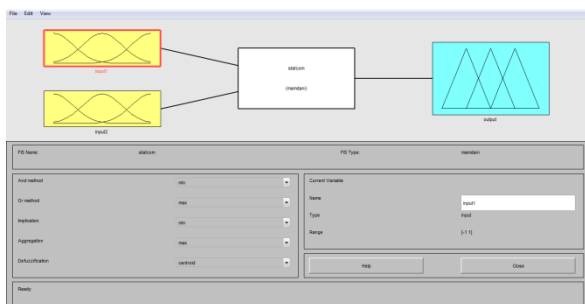 File Edit View
input1
input2
statcom
(mamdani)
output
FIS Name: statcom FIS Type: mamdani
And method min
Or method max
Implication min
Aggregation max
Defuzzification centroid
Current Variable
Name input1
Type input
Range [-1 1]
Help Close
Ready